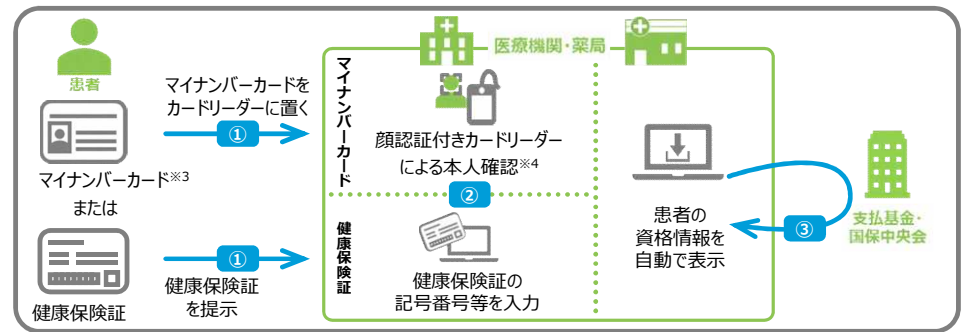 患者
マイナンバーカード※3
または
健康保険証
マイナンバーカードを
カードリーダーに置く
①
①
健康保険証
を提示
医療機関・薬局
マイナンバーカード
顔認証付きカードリーダー
による本人確認※4
②
健康保険証
健康保険証の
記号番号等を入力
患者の
資格情報を
自動で表示
③
支払基金・
国保中央会